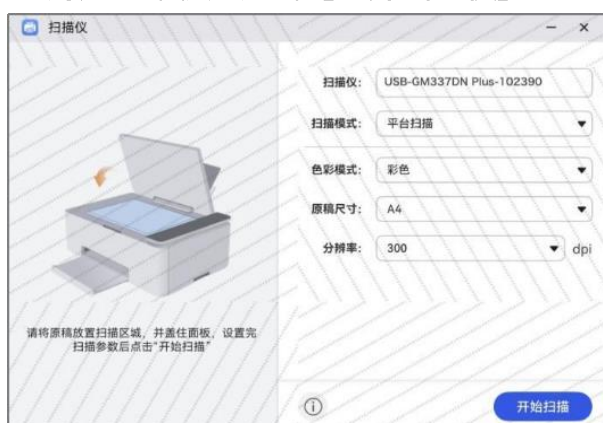 扫描仪
扫描仪： USB-GM337DN Plus-102390
扫描模式： 平台扫描
色彩模式： 彩色
原稿尺寸： A4
分辨率： 300 dpi
请将原稿放置扫描区域，并盖住面板，设置完
扫描参数后点击“开始扫描”
开始扫描